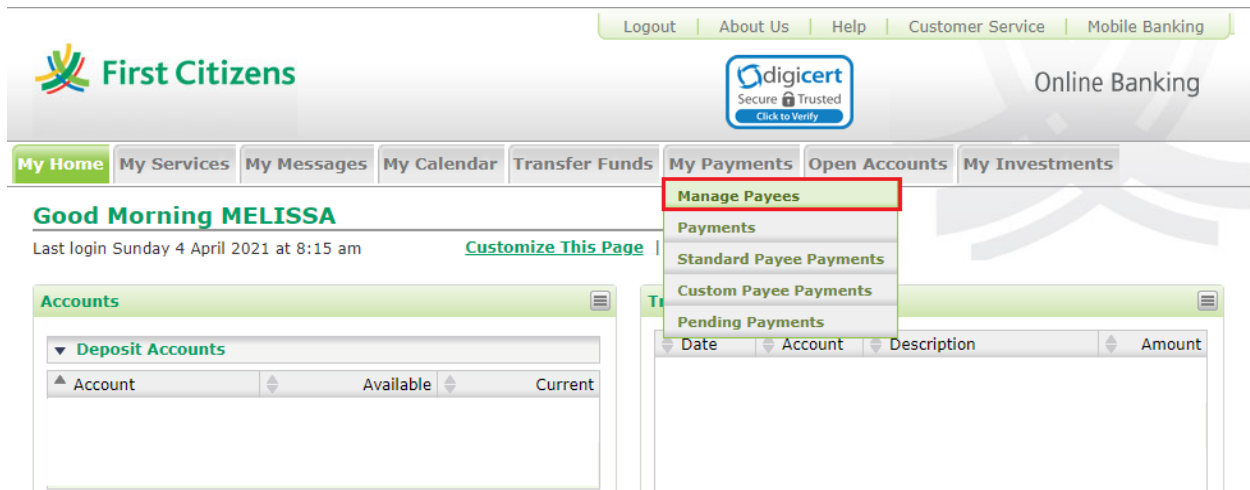 Logout | About Us | Help | Customer Service | Mobile Banking
First Citizens
digicert
Secure Trusted
Click to Verify
Online Banking
My Home My Services My Messages My Calendar Transfer Funds My Payments Open Accounts My Investments
Manage Payees
Payments
Standard Payee Payments
Custom Payee Payments
Pending Payments
Good Morning MELISSA
Last login Sunday 4 April 2021 at 8:15 am
Customize This Page |
Accounts
Deposit Accounts
Account Available Current
Date Account Description Amount